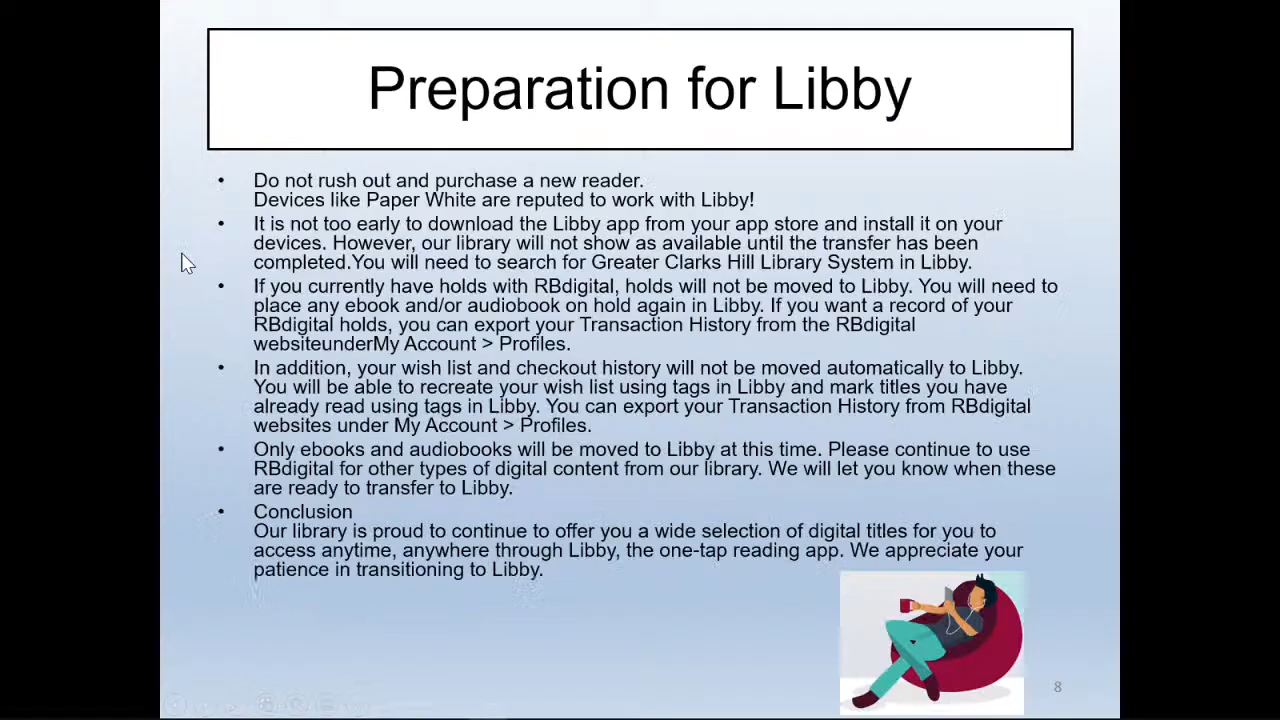 Preparation for Libby
• Do not rush out and purchase a new reader.
Devices like Paper White are reputed to work with Libby!
• It is not too early to download the Libby app from your app store and install it on your
devices. However, our library will not show as available until the transfer has been
completed.You will need to search for Greater Clarks Hill Library System in Libby.
• If you currently have holds with RBdigital, holds will not be moved to Libby. You will need to
place any ebook and/or audiobook on hold again in Libby. If you want a record of your
RBdigital holds, you can export your Transaction History from the RBdigital
websiteunderMy Account > Profiles.
• In addition, your wish list and checkout history will not be moved automatically to Libby.
You will be able to recreate your wish list using tags in Libby and mark titles you have
already read using tags in Libby. You can export your Transaction History from RBdigital
websites under My Account > Profiles.
• Only ebooks and audiobooks will be moved to Libby at this time. Please continue to use
RBdigital for other types of digital content from our library. We will let you know when these
are ready to transfer to Libby.
• Conclusion
Our library is proud to continue to offer you a wide selection of digital titles for you to
access anytime, anywhere through Libby, the one-tap reading app. We appreciate your
patience in transitioning to Libby.
8